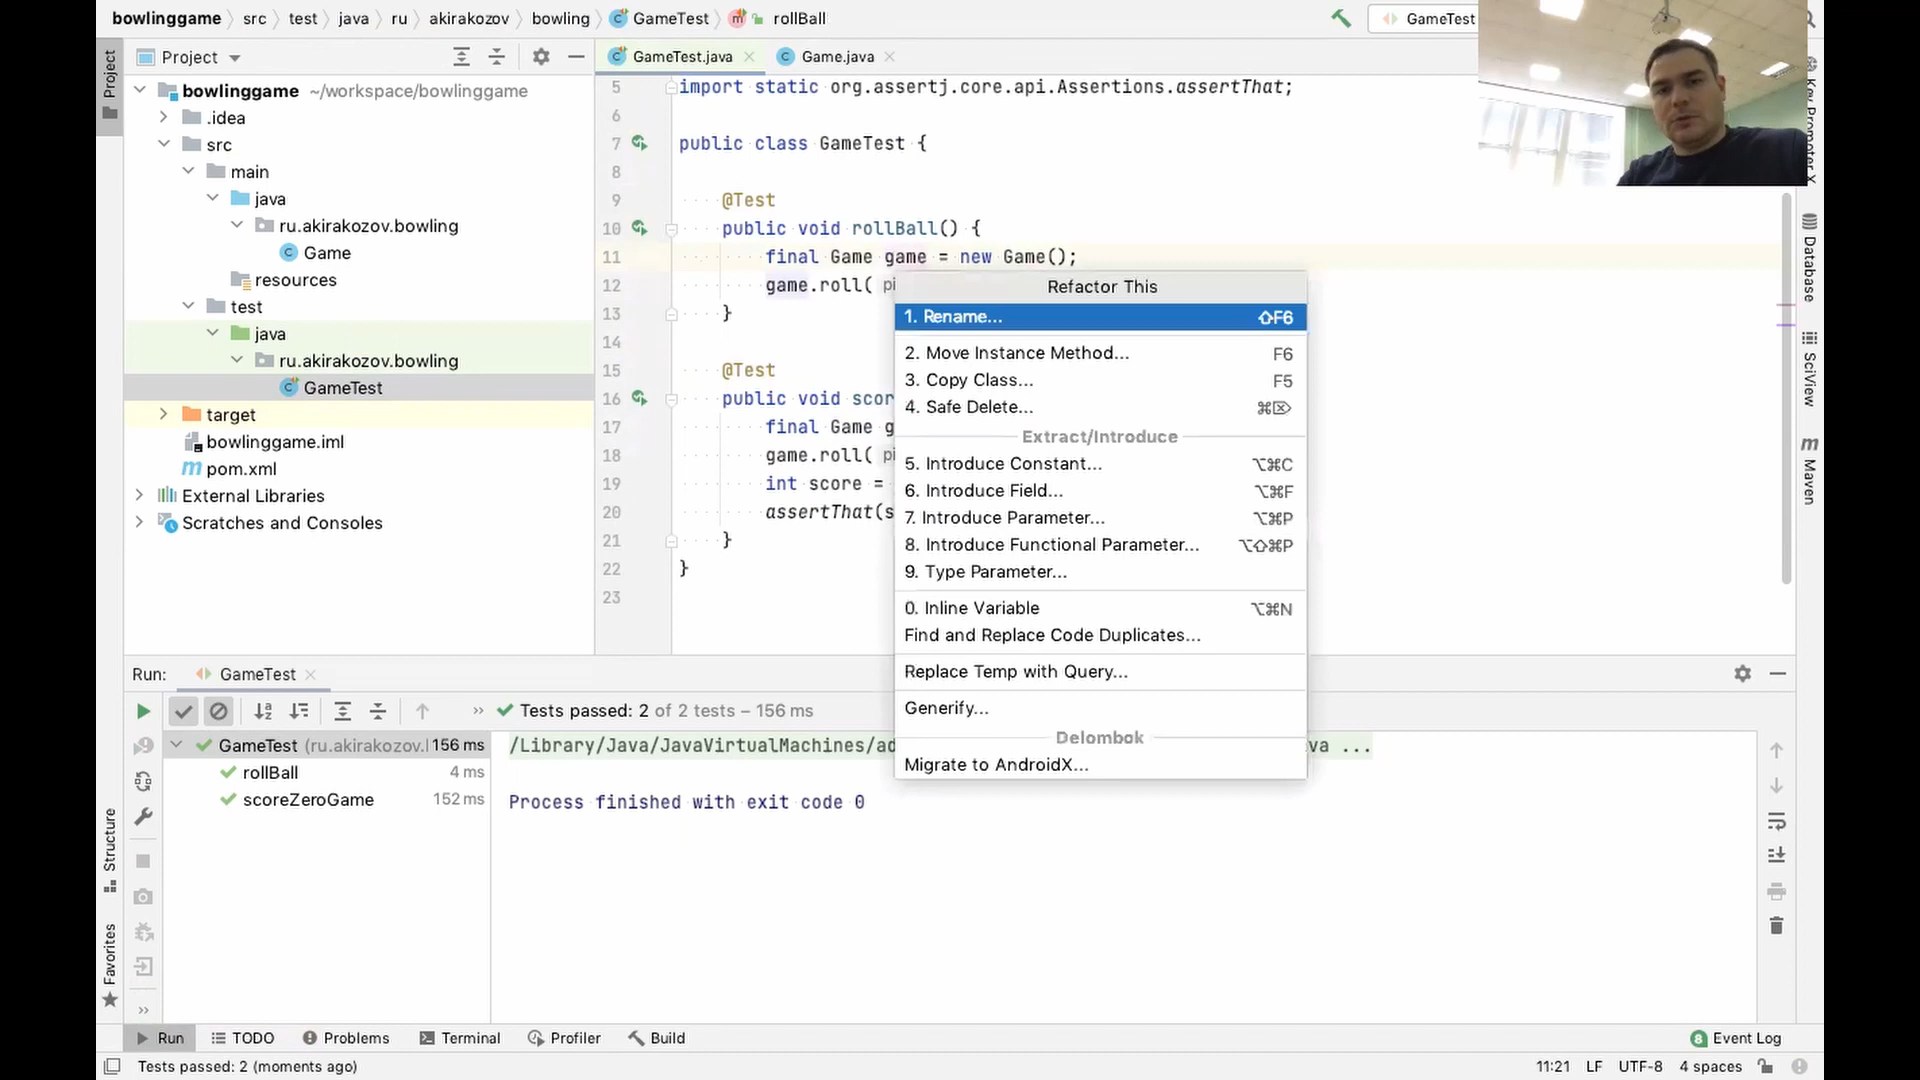 bowlinggame src test java ru akirakozov bowling GameTest rollBall
GameTest
Project
GameTest.java
Game.java
bowlinggame ~/workspace/bowlinggame
.idea
src
main
java
ru.akirakozov.bowling
Game
resources
test
java
ru.akirakozov.bowling
GameTest
target
bowlinggame.iml
pom.xml
External Libraries
Scratches and Consoles
5 import static org.assertj.core.api.Assertions.assertThat;
6
7 public class GameTest {
8
9 @Test
10 public void rollBall() {
11 final Game game = new Game();
12 game.roll( pi
13 }
14
15 @Test
16 public void scor
17 final Game g
18 game.roll( pi
19 int score =
20 assertThat(s
21 }
22 }
23
Refactor This
1. Rename... ⇧F6
2. Move Instance Method... F6
3. Copy Class... F5
4. Safe Delete... ⌘⌦
Extract/Introduce
5. Introduce Constant... ⌥⌘C
6. Introduce Field... ⌥⌘F
7. Introduce Parameter... ⌥⌘P
8. Introduce Functional Parameter... ⌥⇧⌘P
9. Type Parameter...
0. Inline Variable ⌥⌘N
Find and Replace Code Duplicates...
Replace Temp with Query...
Generify...
Delombok
Migrate to AndroidX...
Project
Structure
Favorites
Key Promoter X
Database
SciView
Maven
Run: GameTest
Tests passed: 2 of 2 tests – 156 ms
GameTest (ru.akirakozov.l 156 ms
rollBall 4 ms
scoreZeroGame 152 ms
/Library/Java/JavaVirtualMachines/ad
va ...
Process finished with exit code 0
Run TODO Problems Terminal Profiler Build
8 Event Log
Tests passed: 2 (moments ago)
11:21 LF UTF-8 4 spaces